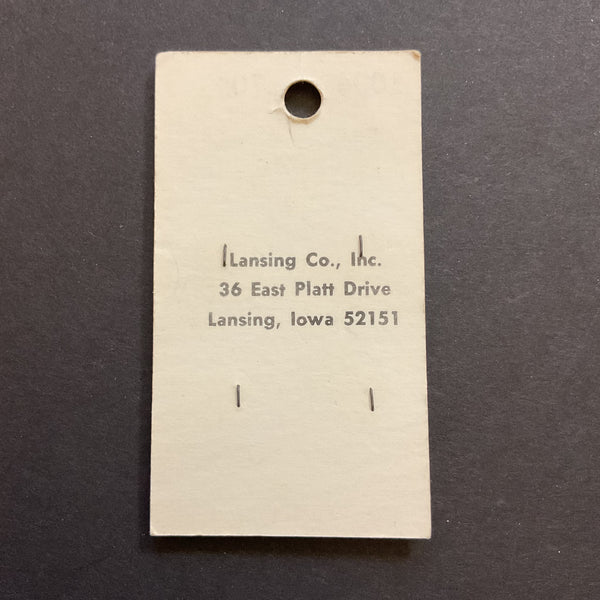 Lansing Co., Inc.
36 East Platt Drive
Lansing, Iowa 52151